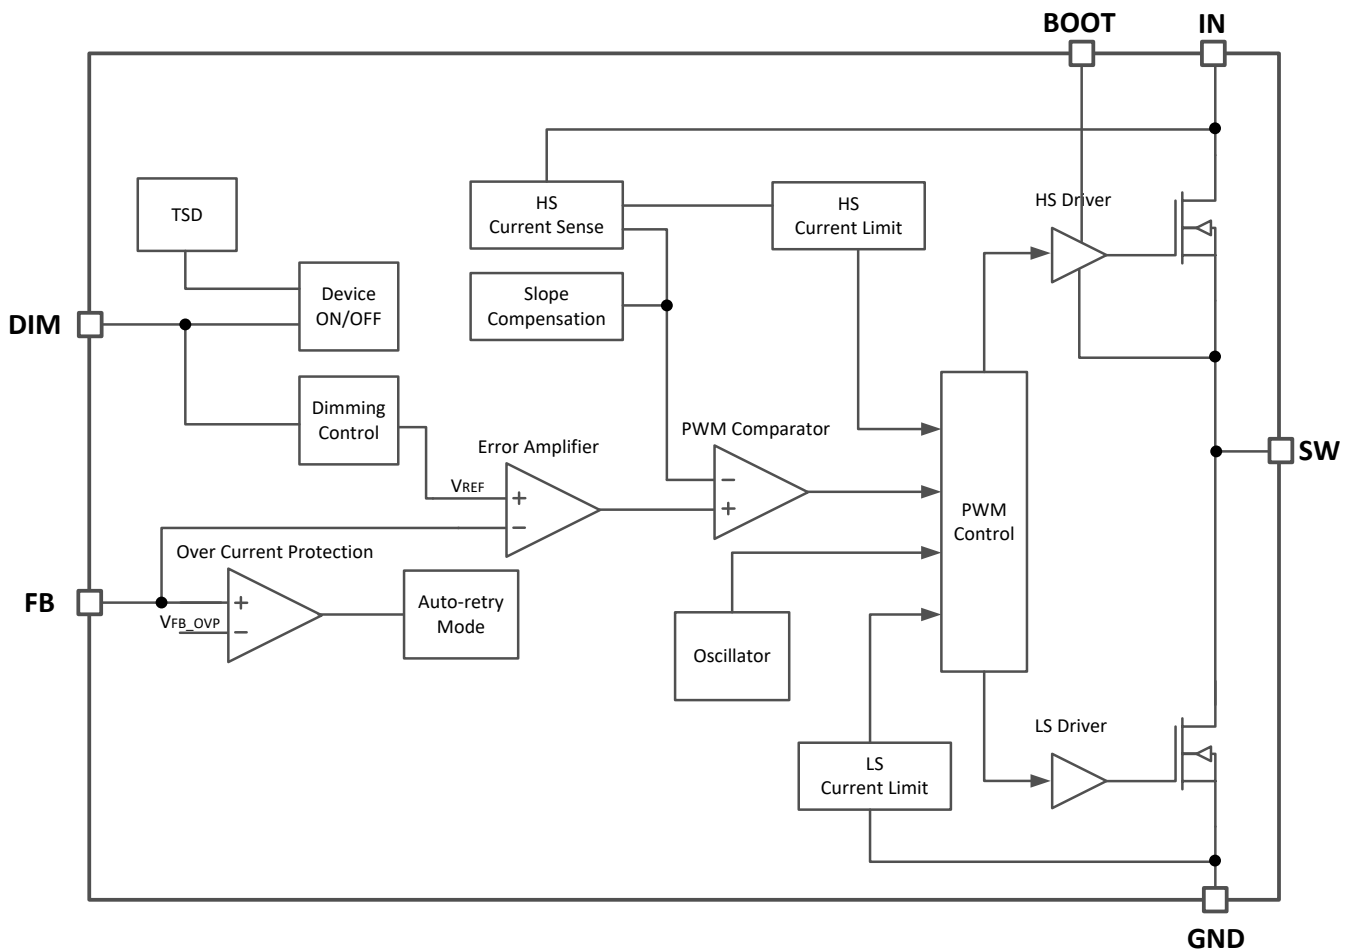 BOOT
IN
TSD
HS
Current Sense
HS
Current Limit
HS Driver
Device
ON/OFF
Slope
Compensation
DIM
Dimming
Control
Error Amplifier
PWM Comparator
SW
VREF
+
−
−
+
PWM
Control
Over Current Protection
FB
+
VFB_OVP
−
Auto-retry
Mode
Oscillator
LS Driver
LS
Current Limit
GND